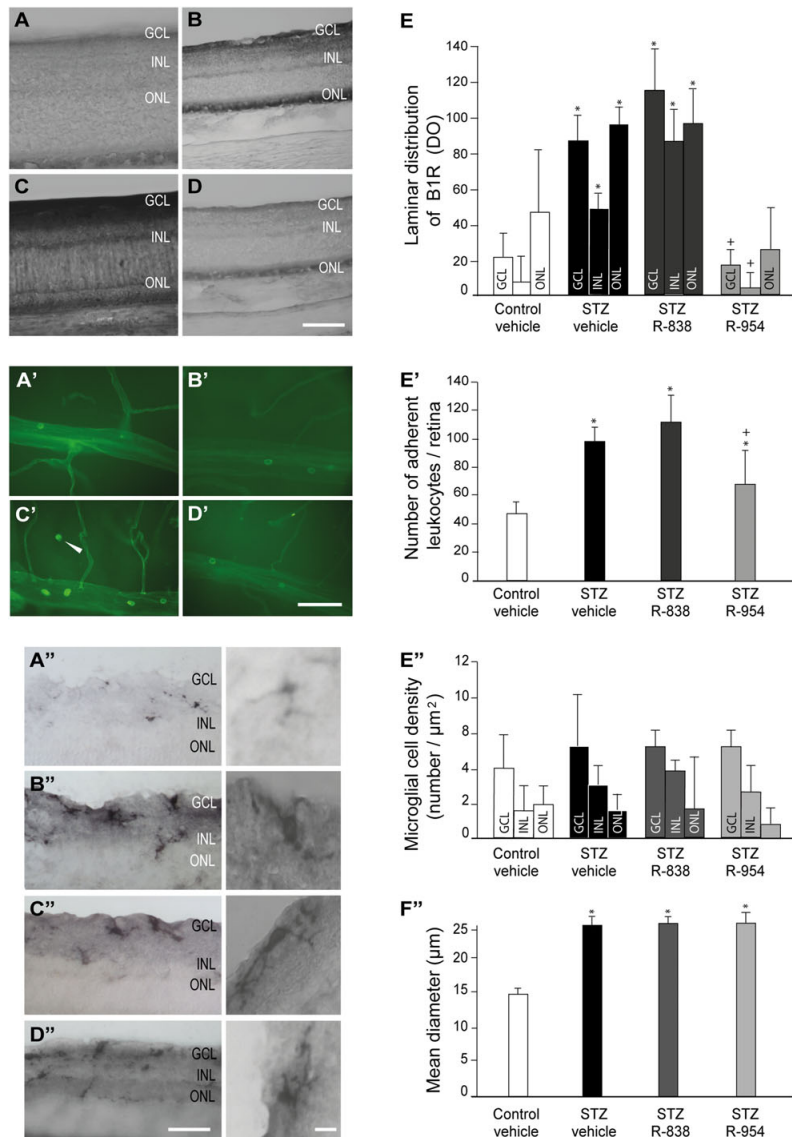 A
GCL
INL
ONL
B
GCL
INL
ONL
C
GCL
INL
ONL
D
GCL
INL
ONL
E
Laminar distribution
of B1R (DO)
140
120
100
80
60
40
20
0
* * * * * *
+ +
GCL ONL GCL INL ONL GCL INL ONL GCL ONL
Control
vehicle
STZ
vehicle
STZ
R-838
STZ
R-954
A'
B'
C'
D'
E'
Number of adherent
leukocytes / retina
140
120
100
80
60
40
20
0
* * + *
Control
vehicle
STZ
vehicle
STZ
R-838
STZ
R-954
A"
GCL
INL
ONL
B"
GCL
INL
ONL
C"
GCL
INL
ONL
D"
GCL
INL
ONL
E"
Microglial cell density
(number / µm²)
12
8
6
4
2
0
GCL INL ONL GCL INL ONL GCL INL ONL GCL INL
Control
vehicle
STZ
vehicle
STZ
R-838
STZ
R-954
F"
Mean diameter (µm)
25
20
15
5
0
* * *
Control
vehicle
STZ
vehicle
STZ
R-838
STZ
R-954